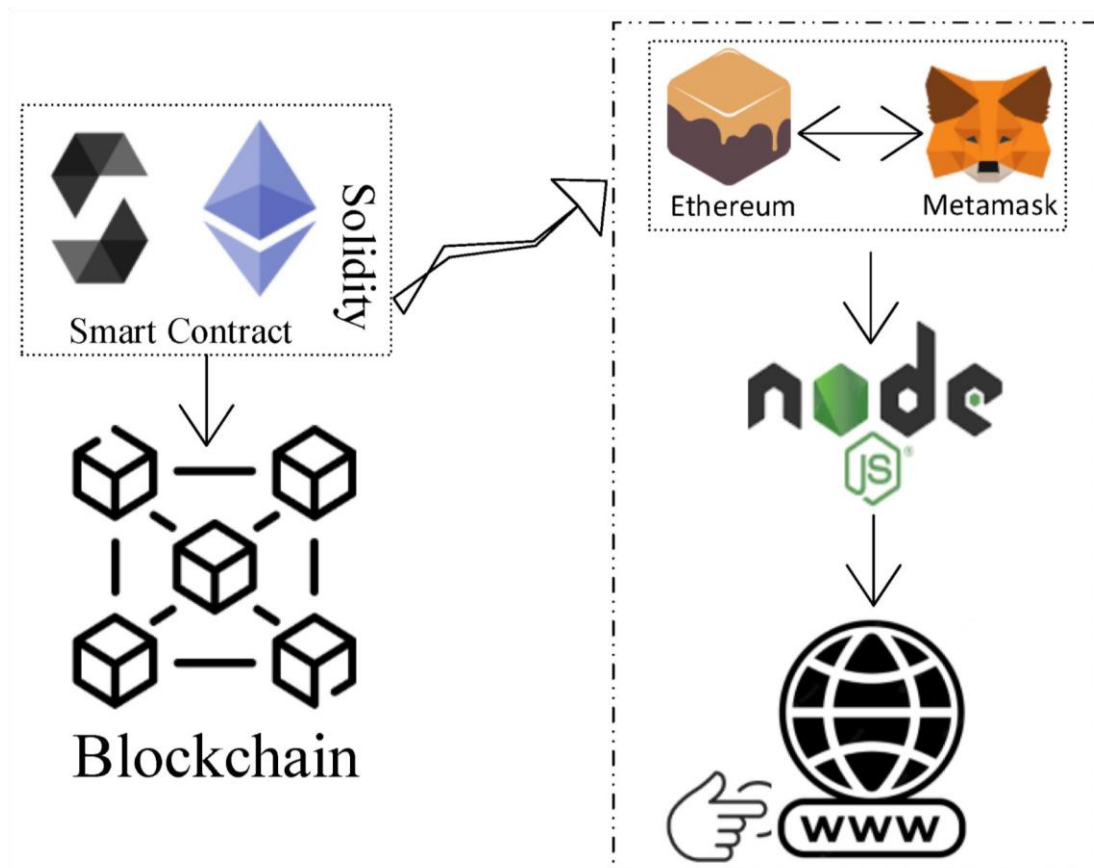 Solidity
Smart Contract
Blockchain
Ethereum
Metamask
node
JS®
WWW